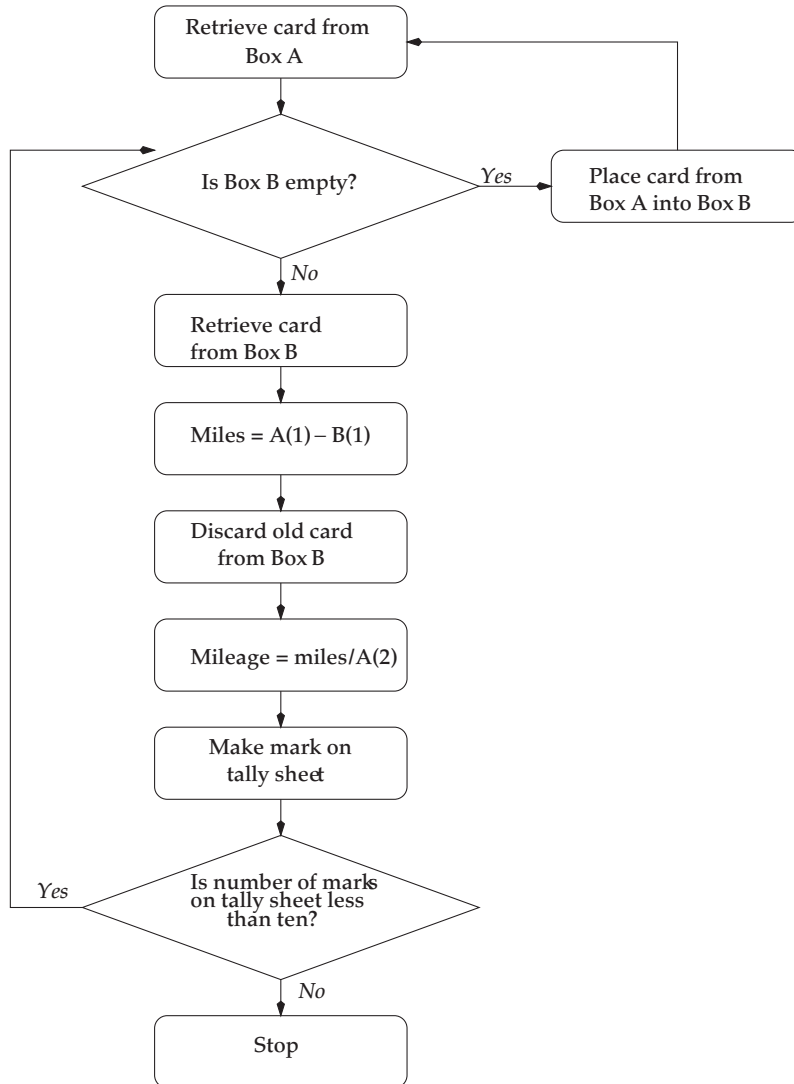 Retrieve card from
Box A
Is Box B empty?
Yes
Place card from
Box A into Box B
No
Retrieve card
from Box B
Miles = A(1) – B(1)
Discard old card
from Box B
Mileage = miles/A(2)
Make mark on
tally sheet
Is number of marks
on tally sheet less
than ten?
Yes
No
Stop